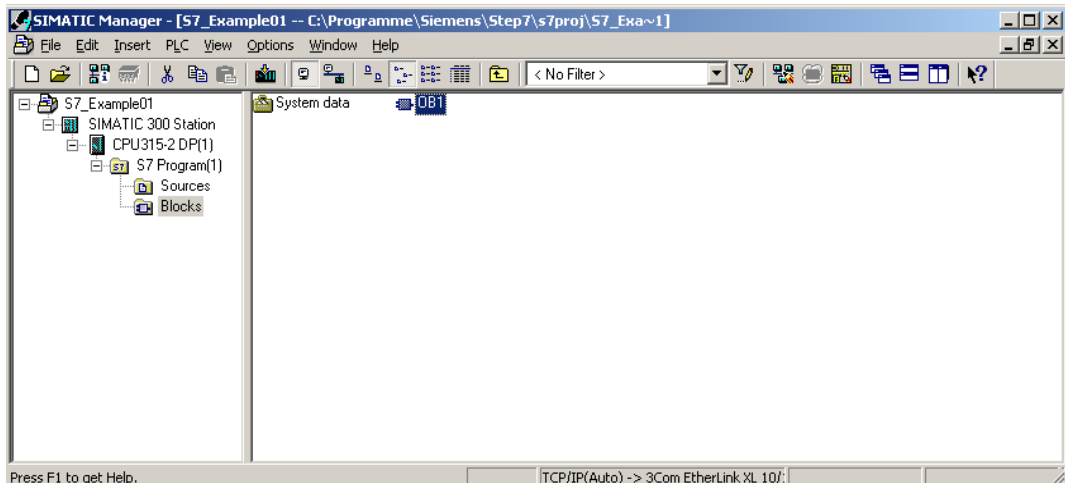 SIMATIC Manager - [S7_Example01 -- C:\Programme\Siemens\Step7\s7proj\S7_Exa~1]
File Edit Insert PLC View Options Window Help
< No Filter >
S7_Example01
SIMATIC 300 Station
CPU315-2 DP(1)
S7 Program(1)
Sources
Blocks
System data OB1
Press F1 to get Help. TCP/IP(Auto) -> 3Com EtherLink XL 10/